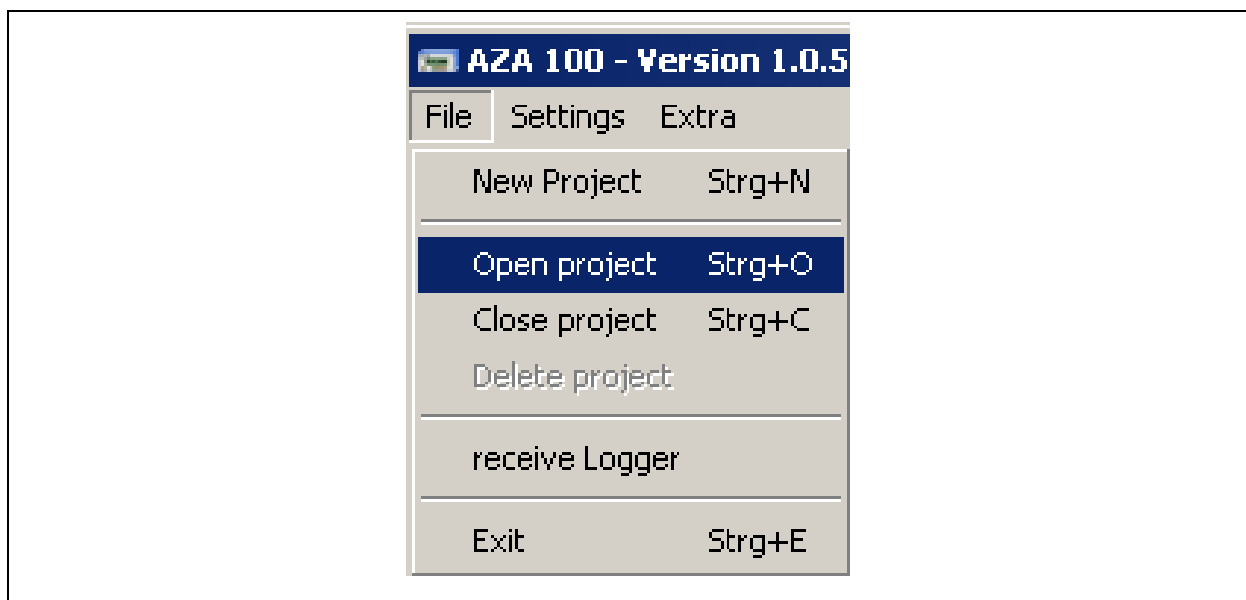 AZA 100 - Version 1.0.5
File Settings Extra
New Project Strg+N
Open project Strg+O
Close project Strg+C
Delete project
receive Logger
Exit Strg+E